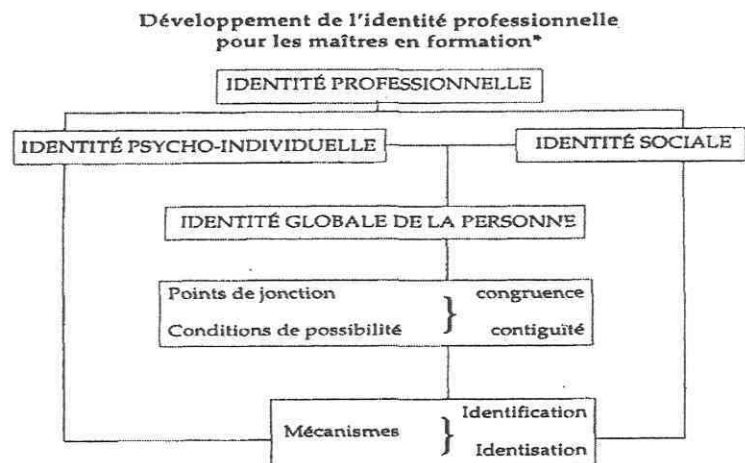 Développement de l'identité professionnelle
pour les maîtres en formation*
IDENTITÉ PROFESSIONNELLE
IDENTITÉ PSYCHO-INDIVIDUELLE
IDENTITÉ SOCIALE
IDENTITÉ GLOBALE DE LA PERSONNE
Points de jonction } congruence
Conditions de possibilité contiguïté
Mécanismes } Identification
Identisation